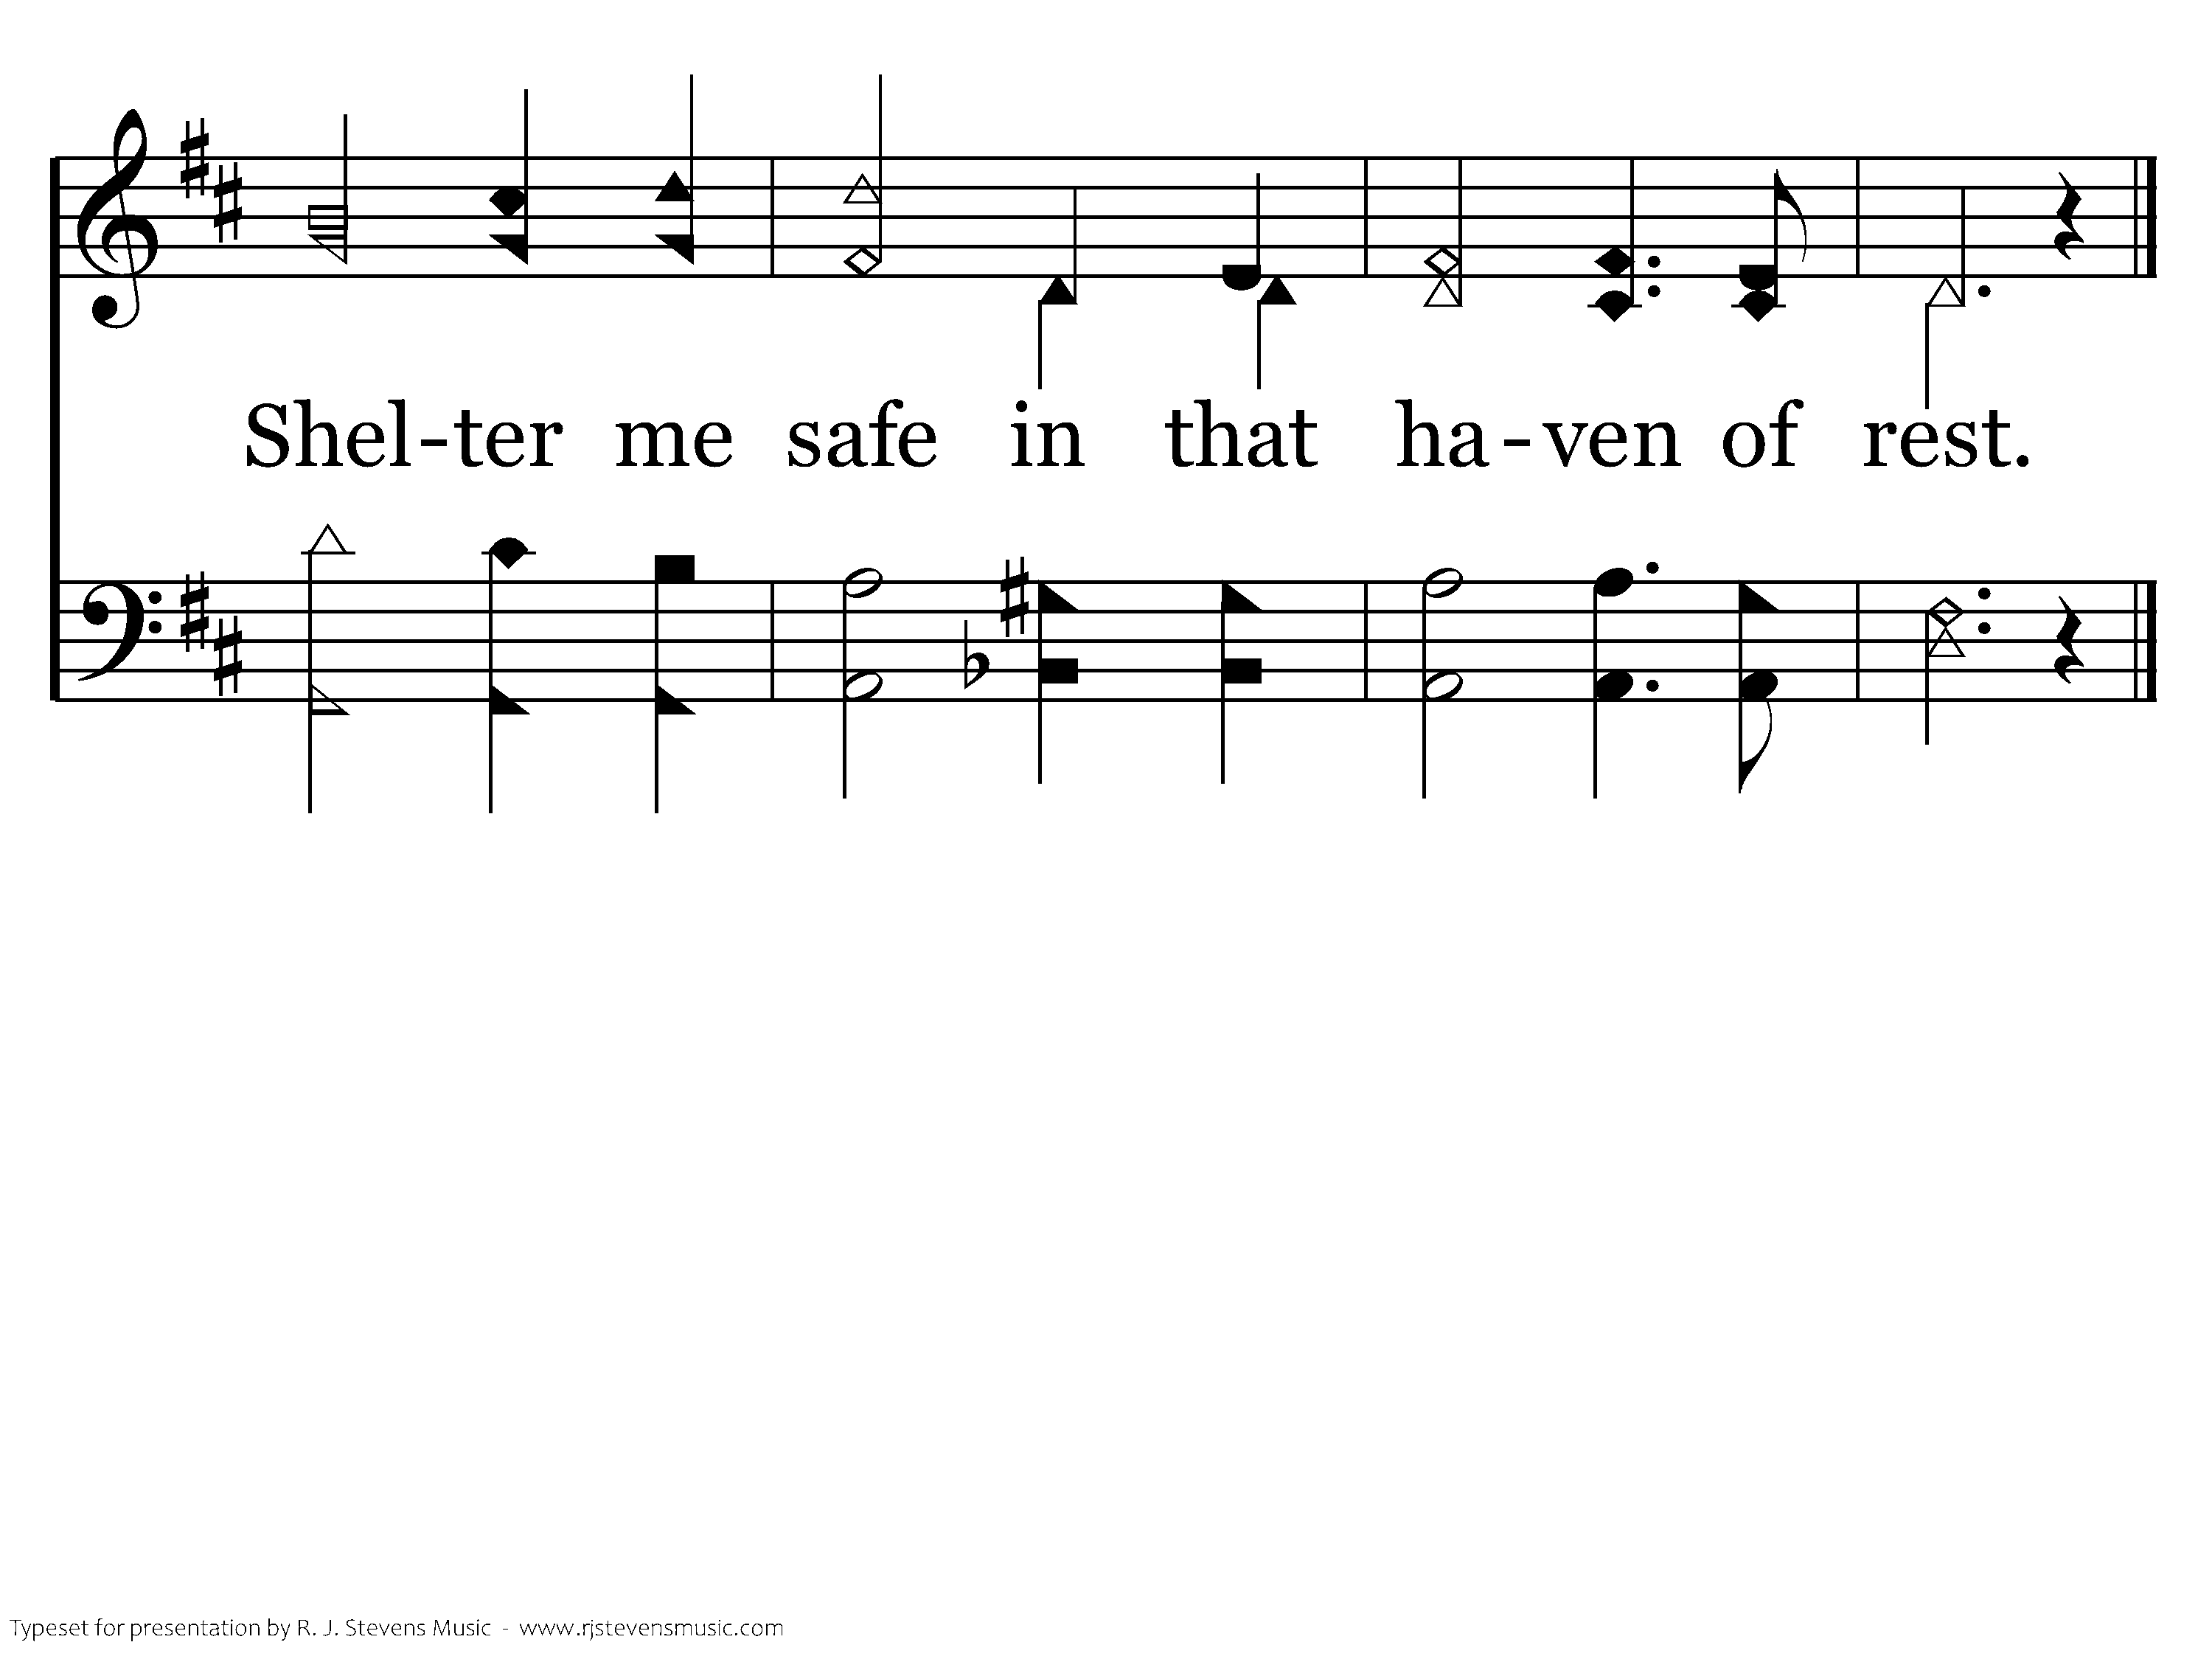 Shel-ter me safe in that ha-ven of rest.
Typeset for presentation by R. J. Stevens Music - www.rjstevensmusic.com